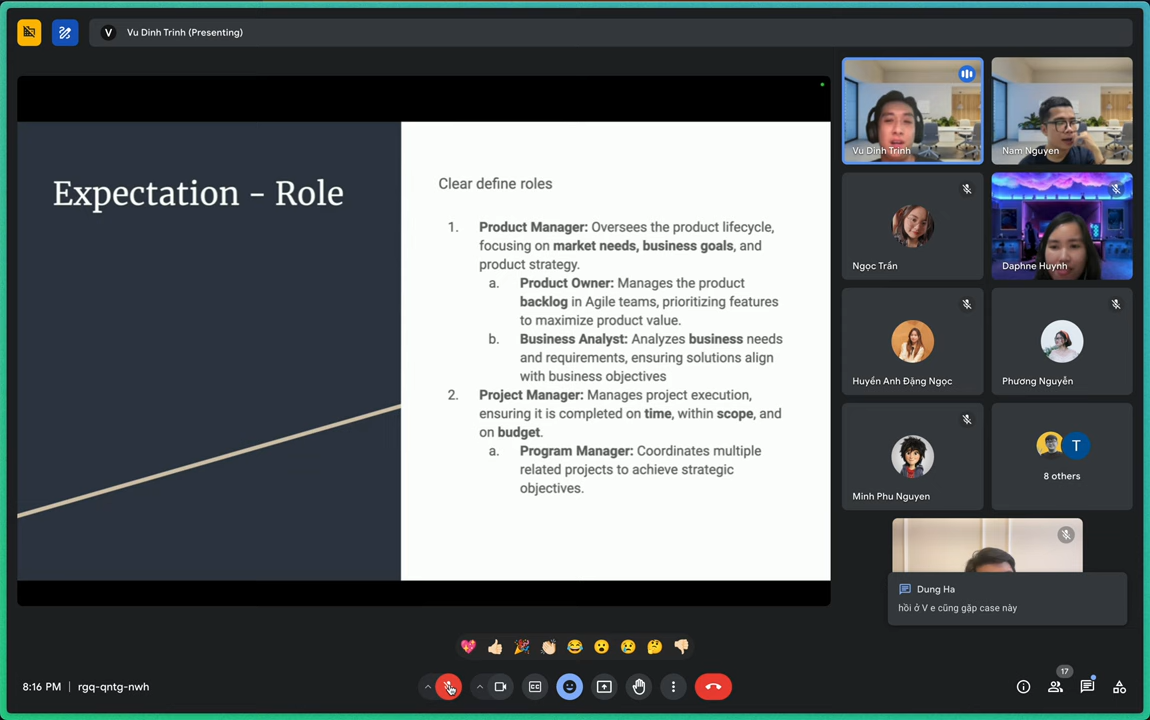 V Vu Dinh Trinh (Presenting)
Expectation - Role
Clear define roles
1. Product Manager: Oversees the product lifecycle,
focusing on market needs, business goals, and
product strategy.
a. Product Owner: Manages the product
backlog in Agile teams, prioritizing features
to maximize product value.
b. Business Analyst: Analyzes business needs
and requirements, ensuring solutions align
with business objectives
2. Project Manager: Manages project execution,
ensuring it is completed on time, within scope, and
on budget.
a. Program Manager: Coordinates multiple
related projects to achieve strategic
objectives.
Vu Dinh Trinh
Nam Nguyen
Ngọc Trần
Daphne Huynh
Huyền Anh Đặng Ngọc
Phương Nguyễn
Minh Phu Nguyen
T
8 others
Dung Ha
hồi ở V e cũng gặp case này
8:16 PM | rgq-qntg-nwh
17